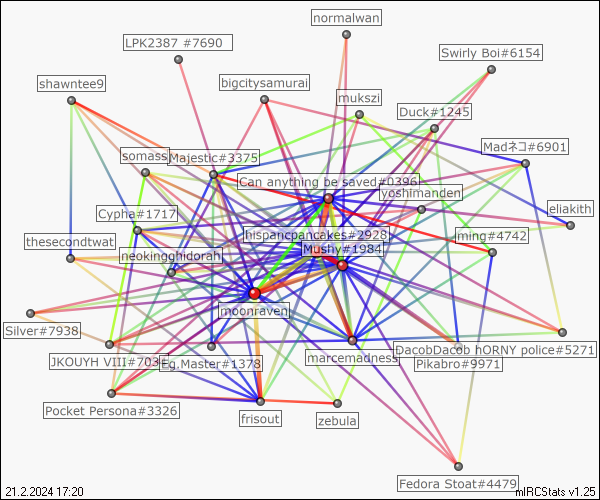 normalwan
LPK2387 #7690
Swirly Boi#6154
shawntee9
bigcitysamurai
mukszi
Duck#1245
somass
Majestic#3375
Madネコ#6901
Can anything be saved#0396
yoshimanden
Cypha#1717
eliakith
thesecondtwat
neokingghidorah
hispancpancakes#2928
ming#4742
Mushy#1984
moonraven
Silver#7938
JKOUYH VIII#703
Eg.Master#1378
marcemadness
DacobDacob hORNY police#5271
Pikabro#9971
Pocket Persona#3326
frisout
zebula
Fedora Stoat#4479
21.2.2024 17:20
mIRCStats v1.25